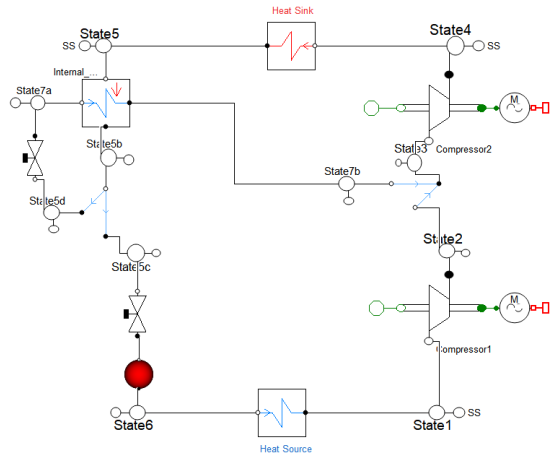 Heat Sink
State5
State4
SS
SS
Internal_...
State7a
M
Compressor2
State5b
State3
State7b
State5d
State2
State5c
M
Compressor1
State6
State1
SS
Heat Source